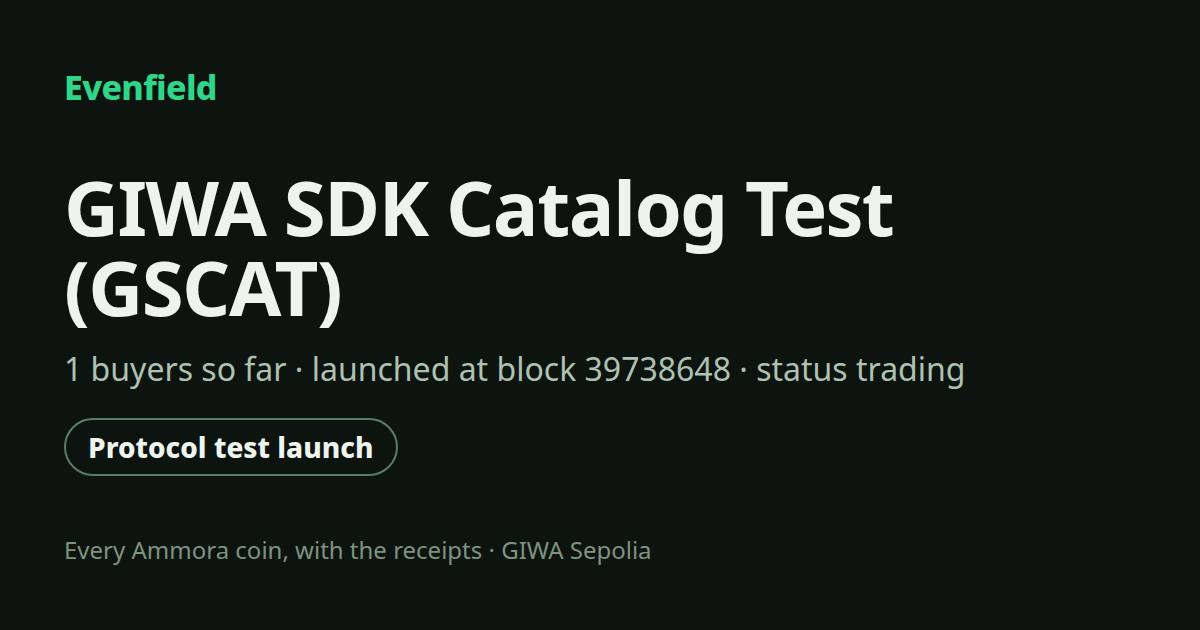 Evenfield
GIWA SDK Catalog Test
(GSCAT)
1 buyers so far · launched at block 39738648 · status trading
Protocol test launch
Every Ammora coin, with the receipts · GIWA Sepolia